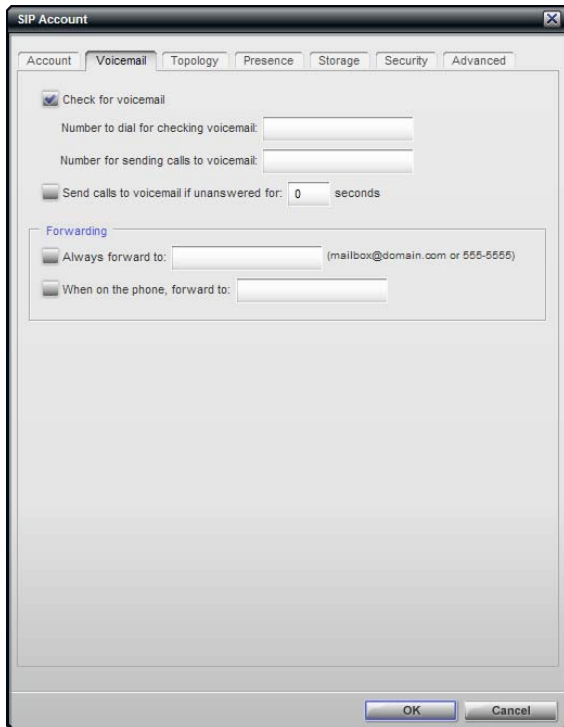 SIP Account
Account Voicemail Topology Presence Storage Security Advanced
Check for voicemail
Number to dial for checking voicemail:
Number for sending calls to voicemail:
Send calls to voicemail if unanswered for: 0 seconds
Forwarding
Always forward to: (mailbox@domain.com or 555-5555)
When on the phone, forward to:
OK Cancel